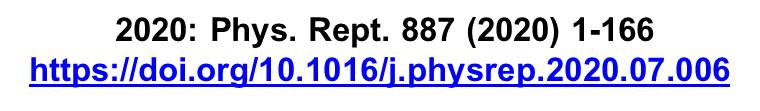 2020: Phys. Rept. 887 (2020) 1-166
https://doi.org/10.1016/j.physrep.2020.07.006